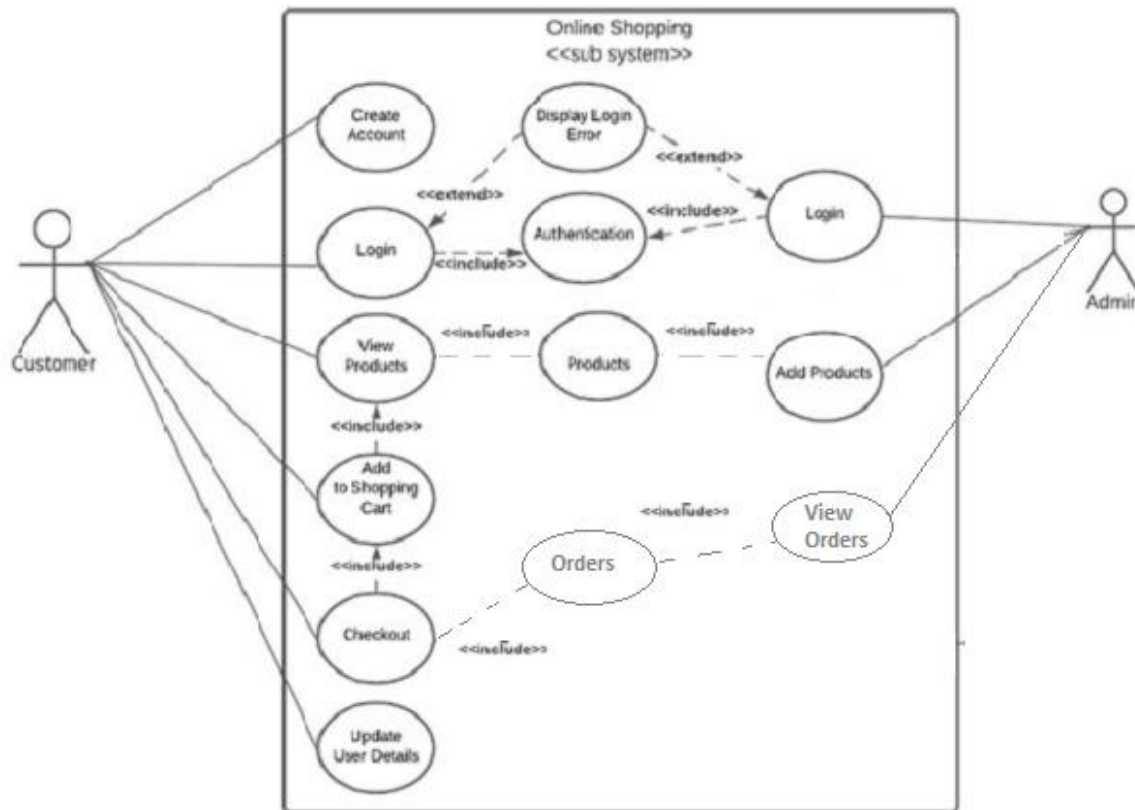 Online Shopping
<<sub system>>
Create
Account
Display Login
Error
<<extend>>
<<extend>>
Login
<<include>>
Authentication
<<include>>
Login
Customer
Admin
View
Products
<<include>>
Products
<<include>>
Add Products
<<include>>
Add
to Shopping
Cart
<<include>>
View
Orders
Orders
<<include>>
Checkout
<<include>>
Update
User Details